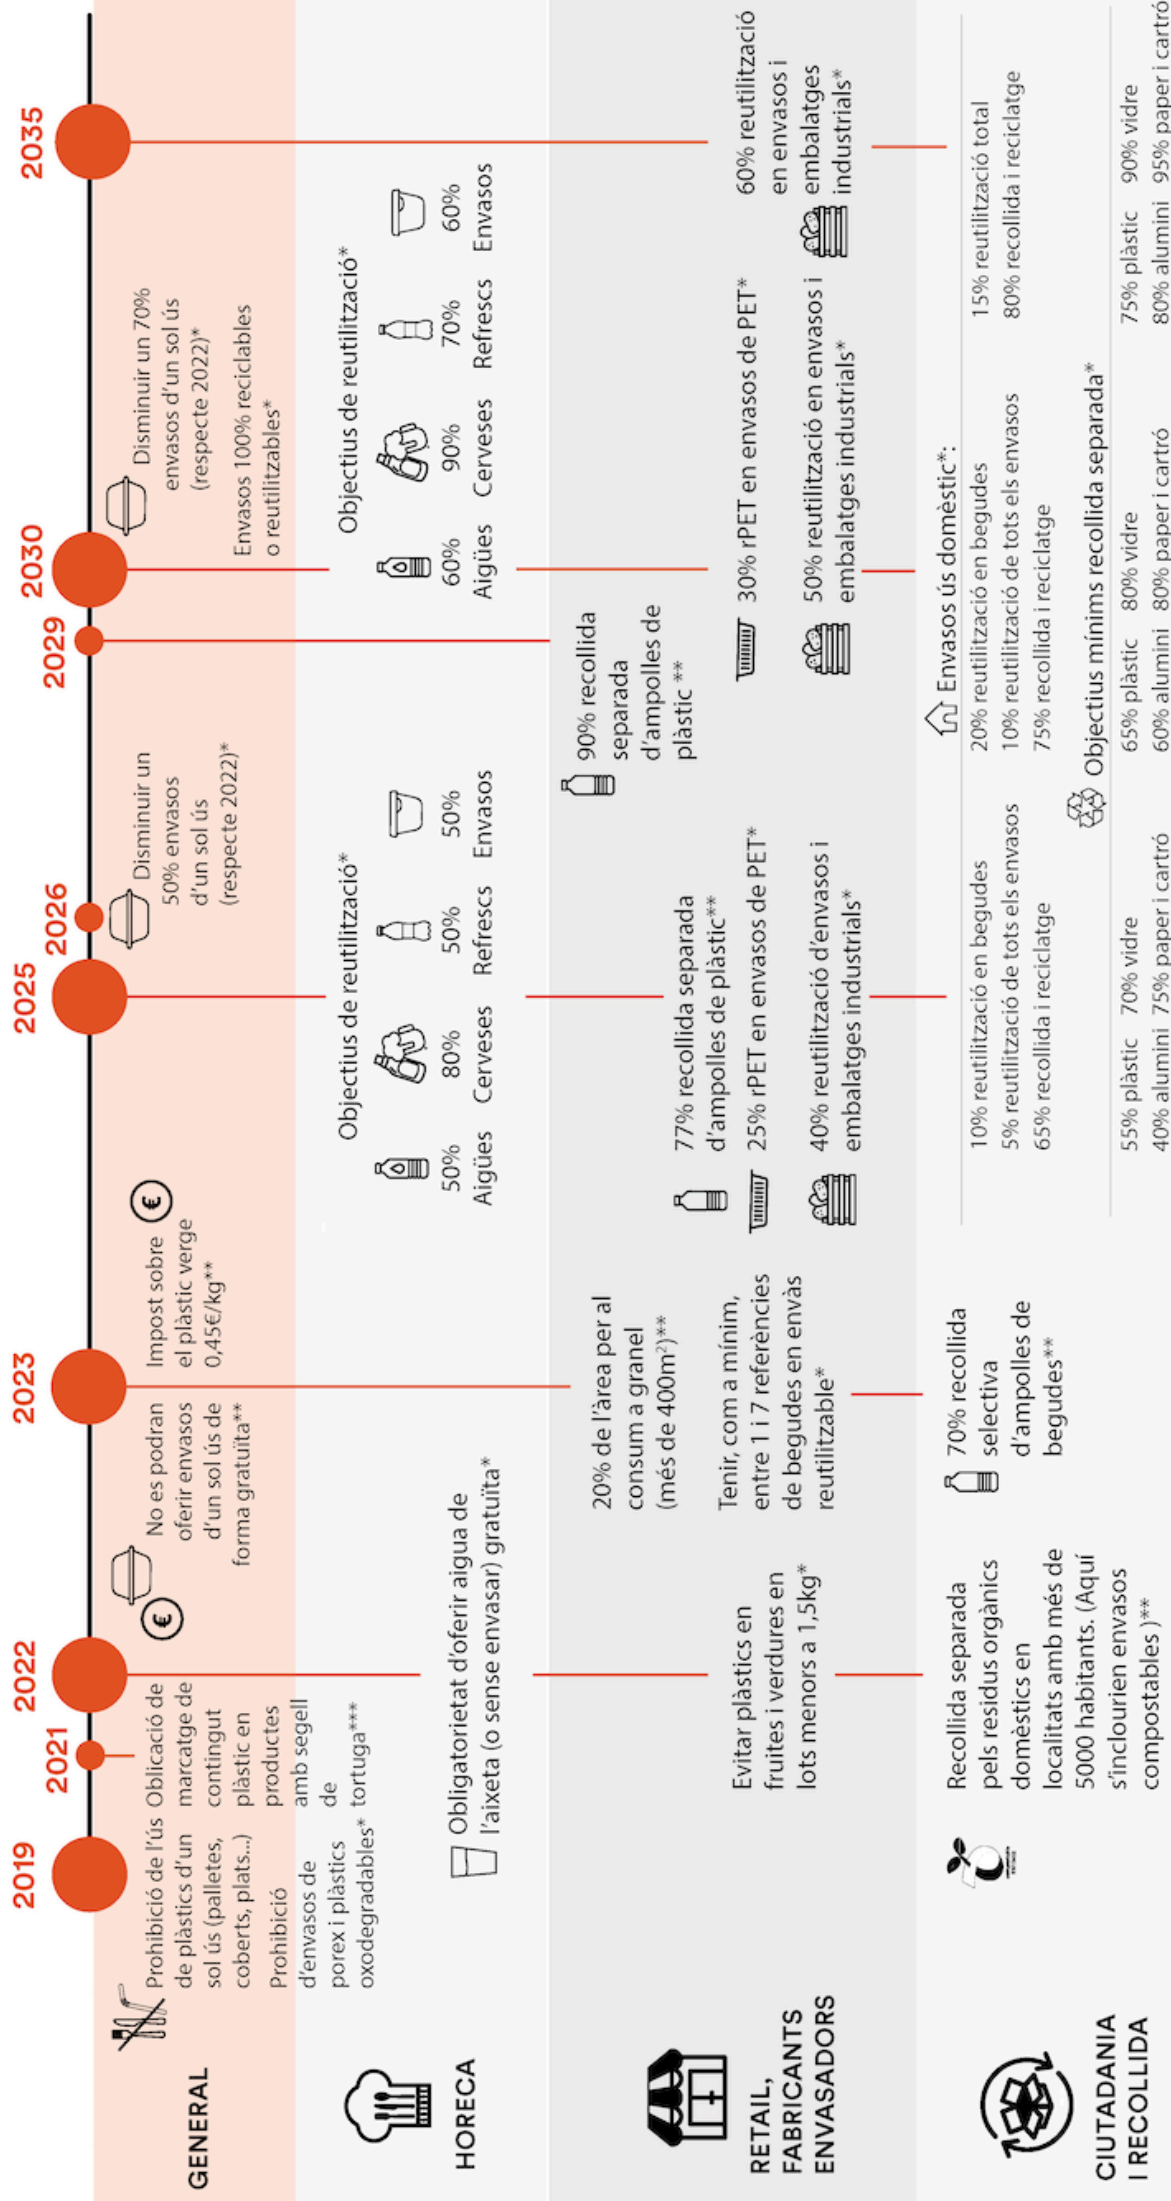 2019
2021
2022
2023
2025
2026
2029
2030
2035
GENERAL
Prohibició de l'ús
de plàstics d'un
sol ús (palletes,
coberts, plats...)
Prohibició
d'envasos de
porex i plàstics
oxodegradables*
Oblicació de
marcatge de
contingut
plàstic en
productes
amb segell
de
tortuga***
No es podran
oferir envasos
d'un sol ús de
forma gratuïta**
Impost sobre
el plàstic verge
0,45€/kg**
Disminuir un
50% envasos
d'un sol ús
(respecte 2022)*
Disminuir un 70%
envasos d'un sol ús
(respecte 2022)*
Envasos 100% reciclables
o reutilitzables*
HORECA
Obligatorietat d'oferir aigua de
l'aixeta (o sense envasar) gratuïta*
Objectius de reutilització*
50% 80% 50% 50%
Aigües Cerveses Refrescs Envasos
Objectius de reutilització*
60% 90% 70% 60%
Aigües Cerveses Refrescs Envasos
RETAIL,
FABRICANTS
ENVASADORS
Evitar plàstics en
fruites i verdures en
lots menors a 1,5kg*
20% de l'àrea per al
consum a granel
(més de 400m²)**
Tenir, com a mínim,
entre 1 i 7 referències
de begudes en envàs
reutilitzable*
77% recollida separada
d'ampolles de plàstic**
25% rPET en envasos de PET*
40% reutilització d'envasos i
embalatges industrials*
90% recollida
separada
d'ampolles de
plàstic **
30% rPET en envasos de PET*
50% reutilització en envasos i
embalatges industrials*
60% reutilització
en envasos i
embalatges
industrials*
CIUTADANIA
I RECOLLIDA
Recollida separada
pels residus orgànics
domèstics en
localitats amb més de
5000 habitants. (Aquí
s'inclourien envasos
compostables )**
70% recollida
selectiva
d'ampolles de
begudes**
Envasos ús domèstic*:
10% reutilització en begudes
5% reutilització de tots els envasos
65% recollida i reciclatge
20% reutilització en begudes
10% reutilització de tots els envasos
75% recollida i reciclatge
15% reutilització total
80% recollida i reciclatge
Objectius mínims recollida separada*
55% plàstic 70% vidre
40% alumini 75% paper i cartró
65% plàstic 80% vidre
60% alumini 80% paper i cartró
75% plàstic 90% vidre
80% alumini 95% paper i cartró